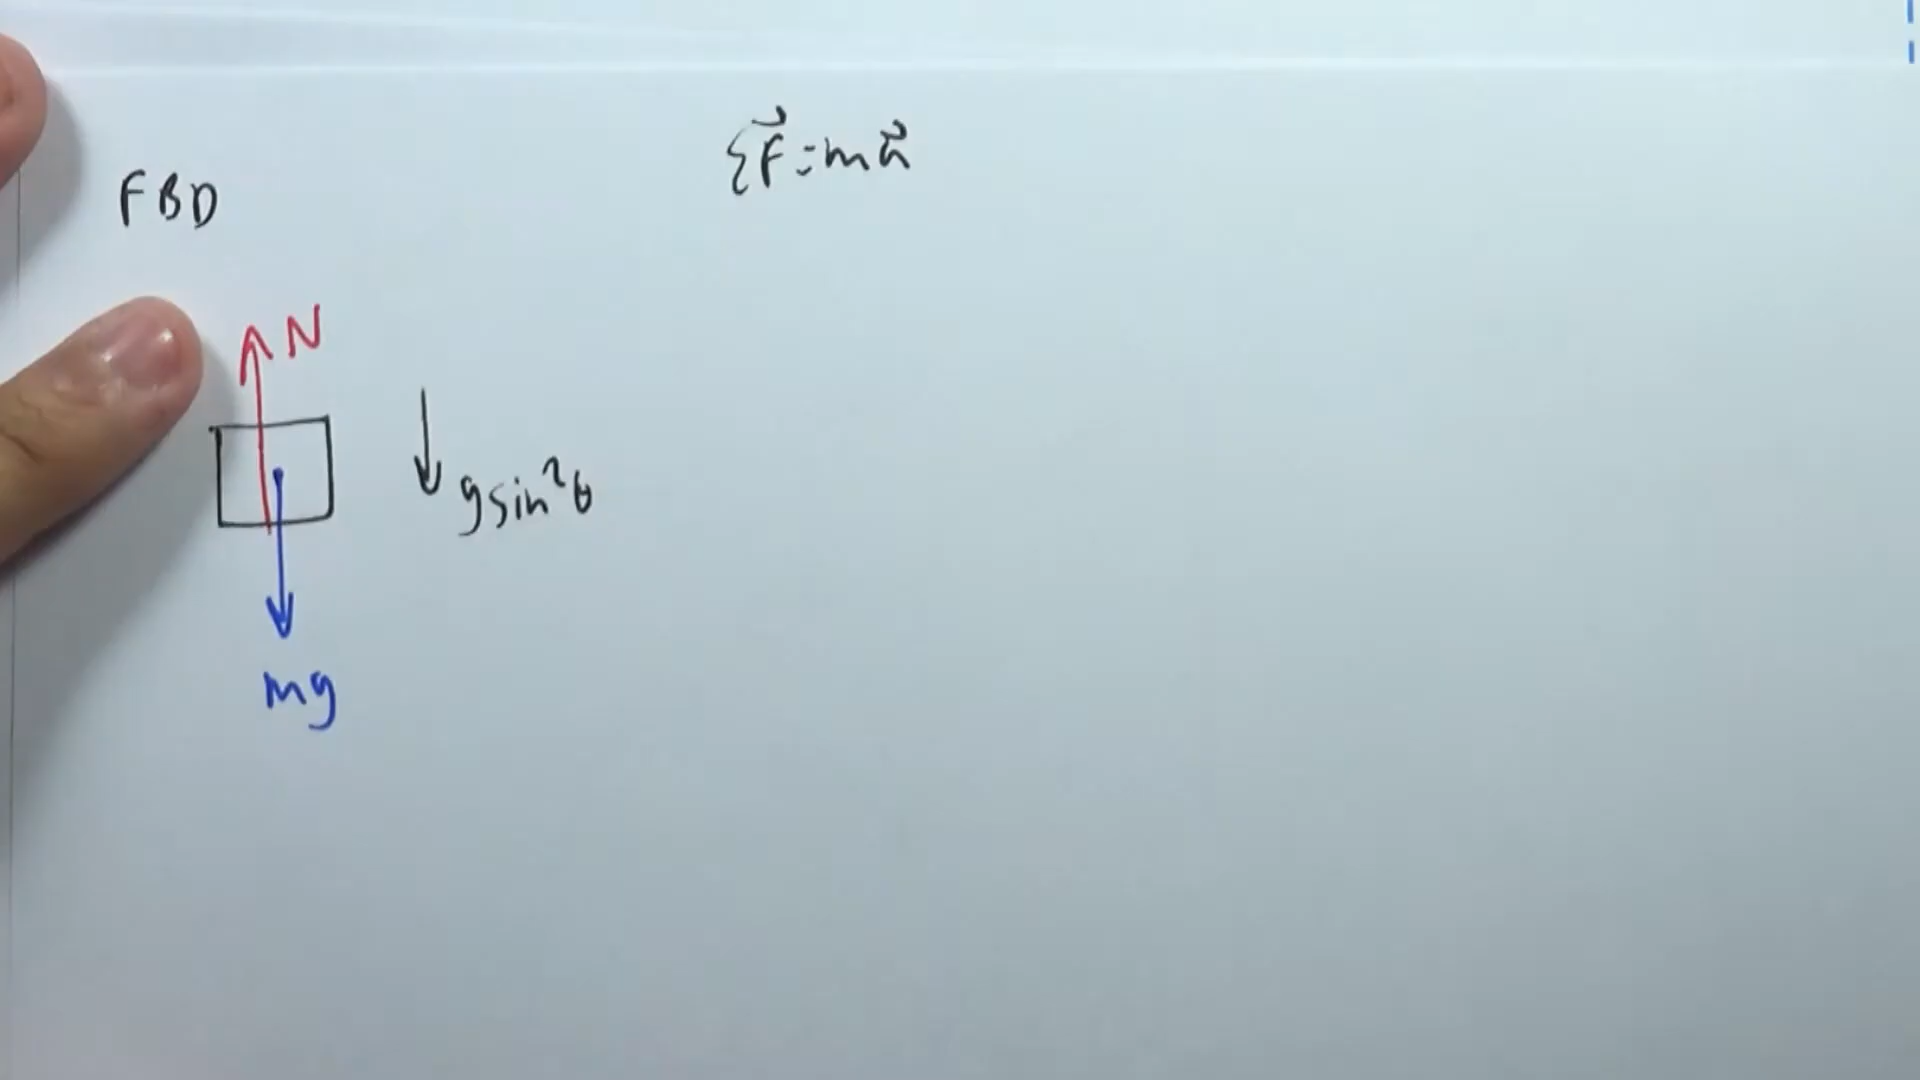 ΣF⃗=ma⃗
FBD
N
g sin²θ
mg